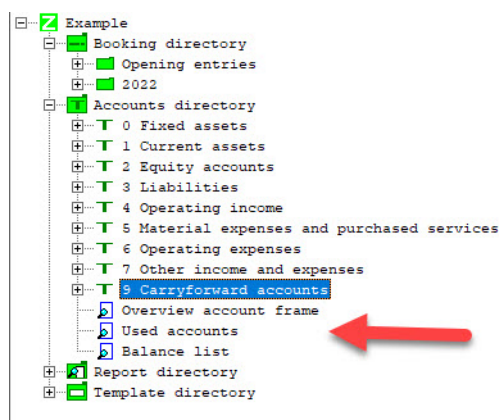 Example
Booking directory
Opening entries
2022
Accounts directory
0 Fixed assets
1 Current assets
2 Equity accounts
3 Liabilities
4 Operating income
5 Material expenses and purchased services
6 Operating expenses
7 Other income and expenses
9 Carryforward accounts
Overview account frame
Used accounts
Balance list
Report directory
Template directory